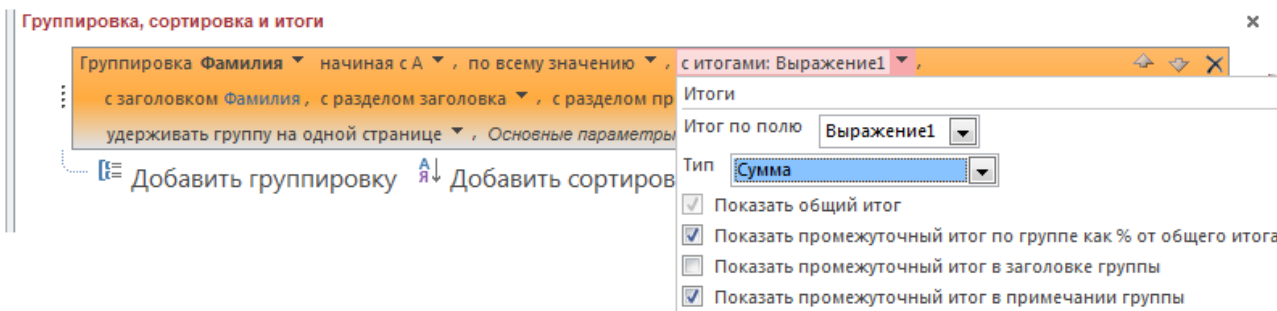 Группировка, сортировка и итоги
Группировка Фамилия начиная с А , по всему значению , с итогами: Выражение1 ,
с заголовком Фамилия , с разделом заголовка , с разделом пр
удерживать группу на одной странице , Основные параметры
Добавить группировку А Я Добавить сортиров
Итоги
Итог по полю Выражение1
Тип Сумма
Показать общий итог
Показать промежуточный итог по группе как % от общего итога
Показать промежуточный итог в заголовке группы
Показать промежуточный итог в примечании группы